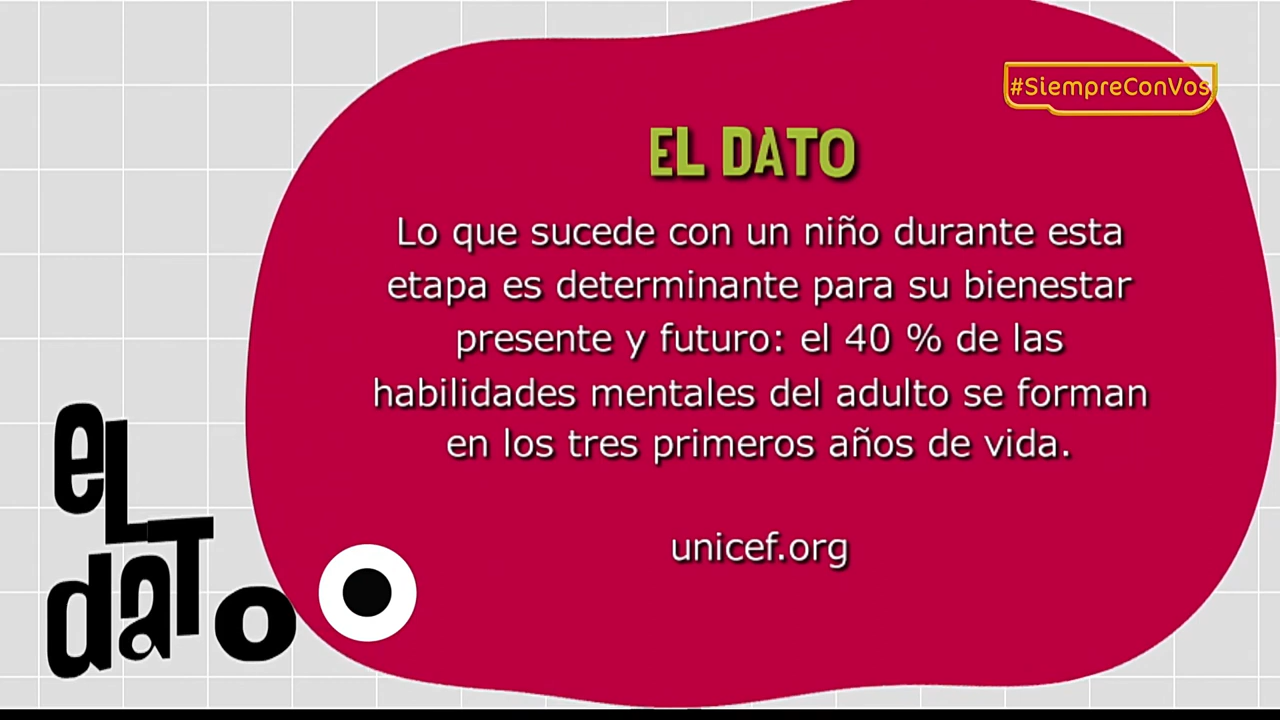 #SiempreConVos
EL DATO
Lo que sucede con un niño durante esta
etapa es determinante para su bienestar
presente y futuro: el 40 % de las
habilidades mentales del adulto se forman
en los tres primeros años de vida.
unicef.org
eL
daTo